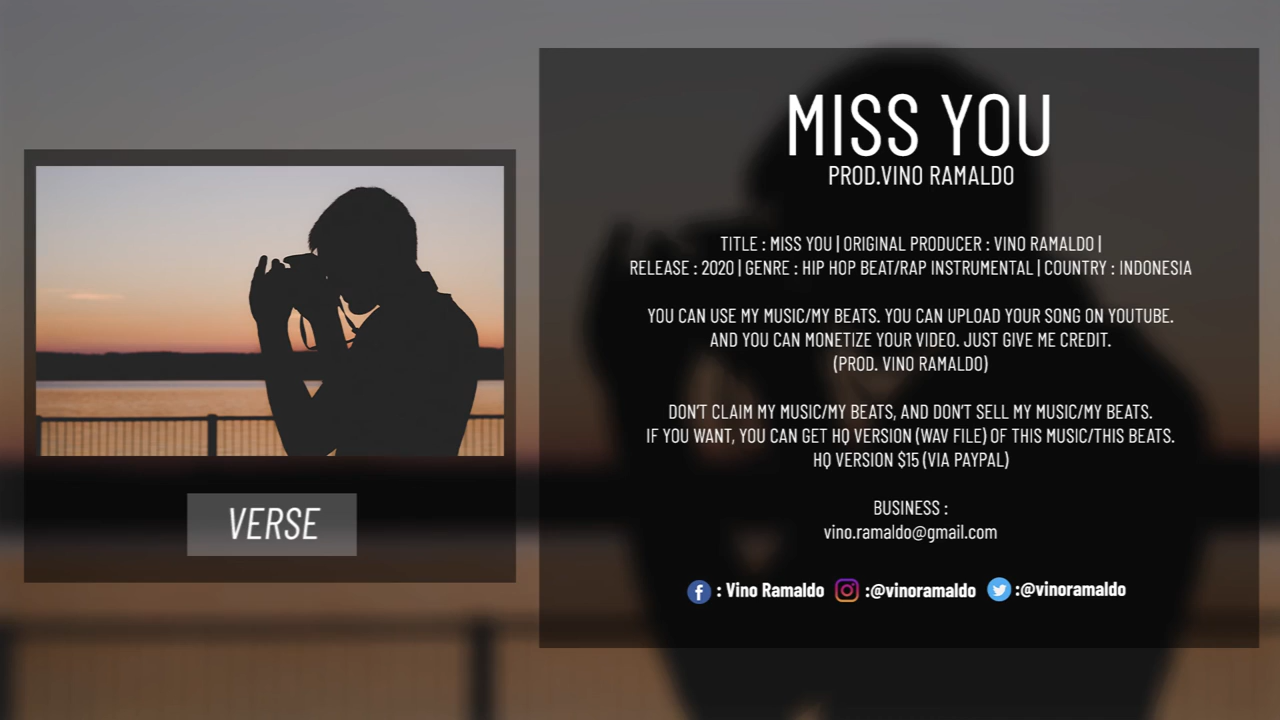 MISS YOU
PROD.VINO RAMALDO
TITLE : MISS YOU | ORIGINAL PRODUCER : VINO RAMALDO |
RELEASE : 2020 | GENRE : HIP HOP BEAT/RAP INSTRUMENTAL | COUNTRY : INDONESIA
YOU CAN USE MY MUSIC/MY BEATS. YOU CAN UPLOAD YOUR SONG ON YOUTUBE.
AND YOU CAN MONETIZE YOUR VIDEO. JUST GIVE ME CREDIT.
(PROD. VINO RAMALDO)
DON'T CLAIM MY MUSIC/MY BEATS, AND DON'T SELL MY MUSIC/MY BEATS.
IF YOU WANT, YOU CAN GET HQ VERSION (WAV FILE) OF THIS MUSIC/THIS BEATS.
HQ VERSION $15 (VIA PAYPAL)
BUSINESS :
vino.ramaldo@gmail.com
: Vino Ramaldo :@vinoramaldo :@vinoramaldo
VERSE